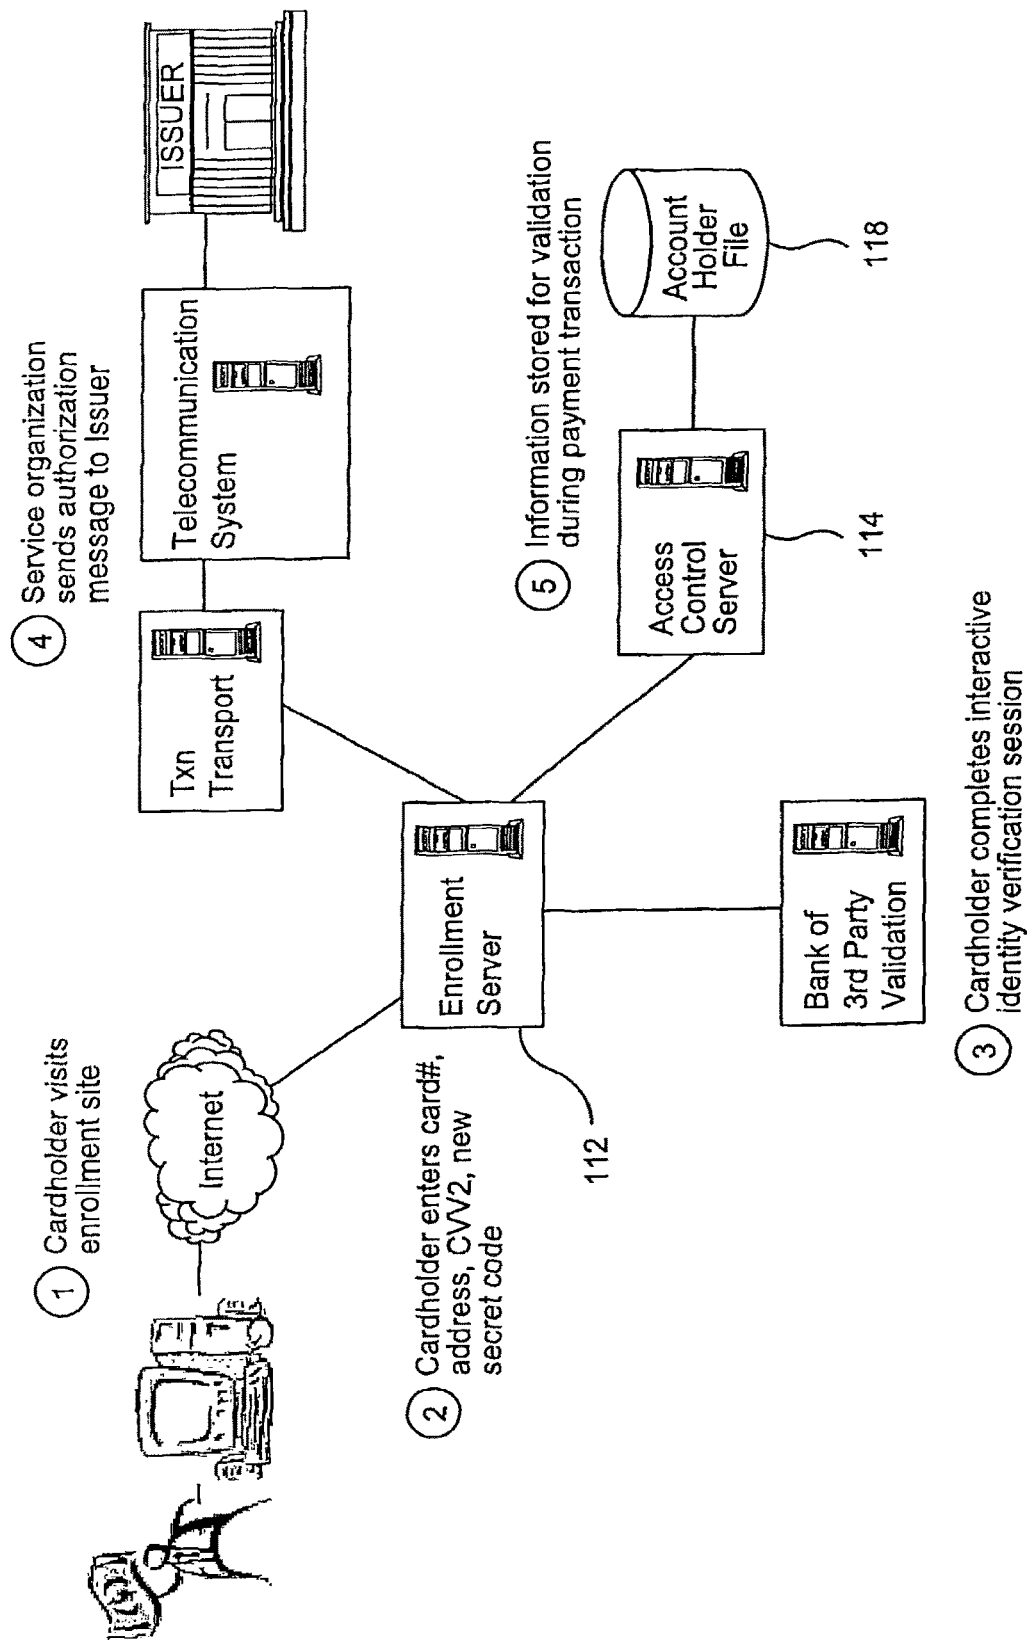 1
Cardholder visits
enrollment site
Internet
2
Cardholder enters card#,
address, CVV2, new
secret code
112
Enrollment
Server
3
Cardholder completes interactive
identity verification session
Bank of
3rd Party
Validation
4
Service organization
sends authorization
message to Issuer
Txn
Transport
Telecommunication
System
ISSUER
5
Information stored for validation
during payment transaction
Access
Control
Server
114
Account
Holder
File
118